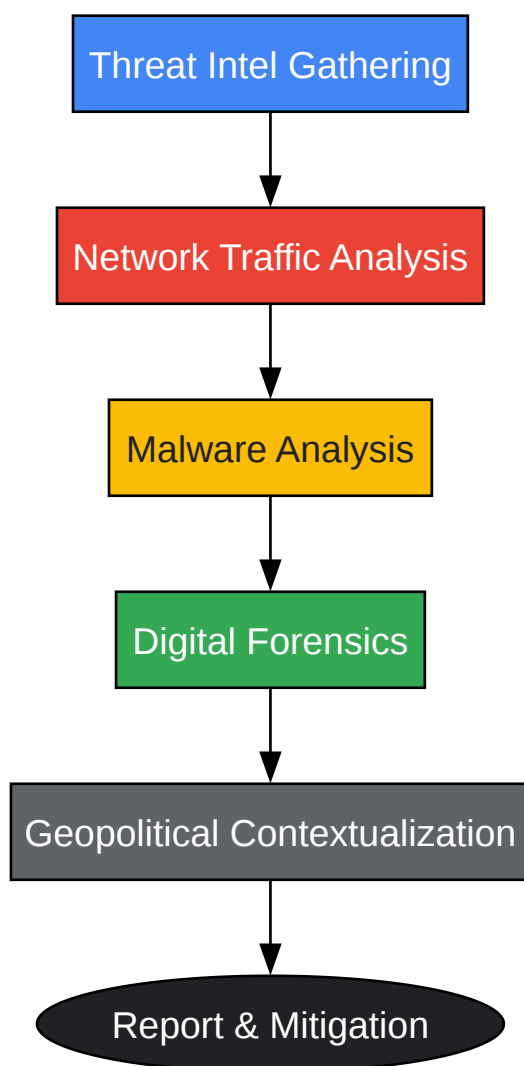 Threat Intel Gathering
Network Traffic Analysis
Malware Analysis
Digital Forensics
Geopolitical Contextualization
Report & Mitigation